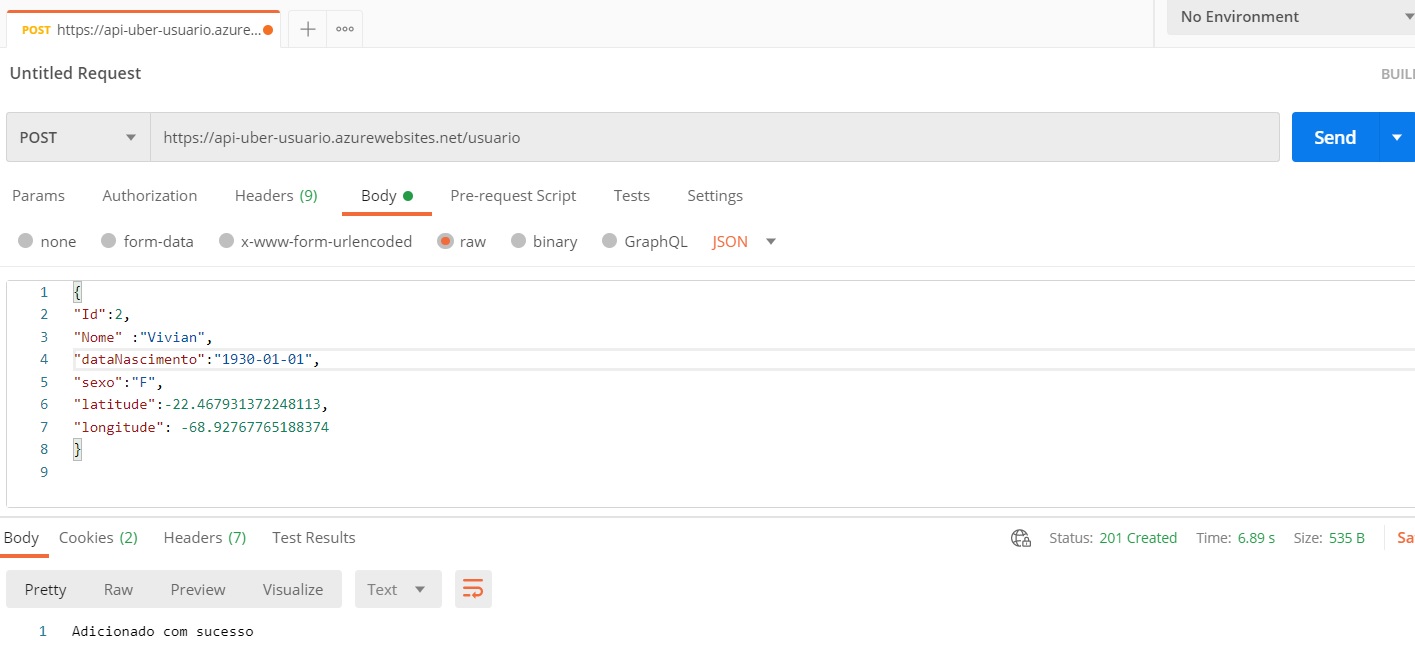 POST https://api-uber-usuario.azure...
No Environment
Untitled Request
BUIL
POST https://api-uber-usuario.azurewebsites.net/usuario Send
Params Authorization Headers (9) Body Pre-request Script Tests Settings
none form-data x-www-form-urlencoded raw binary GraphQL JSON
1 {
2 "Id":2,
3 "Nome" :"Vivian",
4 "dataNascimento":"1930-01-01",
5 "sexo":"F",
6 "latitude":-22.467931372248113,
7 "longitude": -68.92767765188374
8 }
9
Body Cookies (2) Headers (7) Test Results Status: 201 Created Time: 6.89 s Size: 535 B Sa
Pretty Raw Preview Visualize Text
1 Adicionado com sucesso